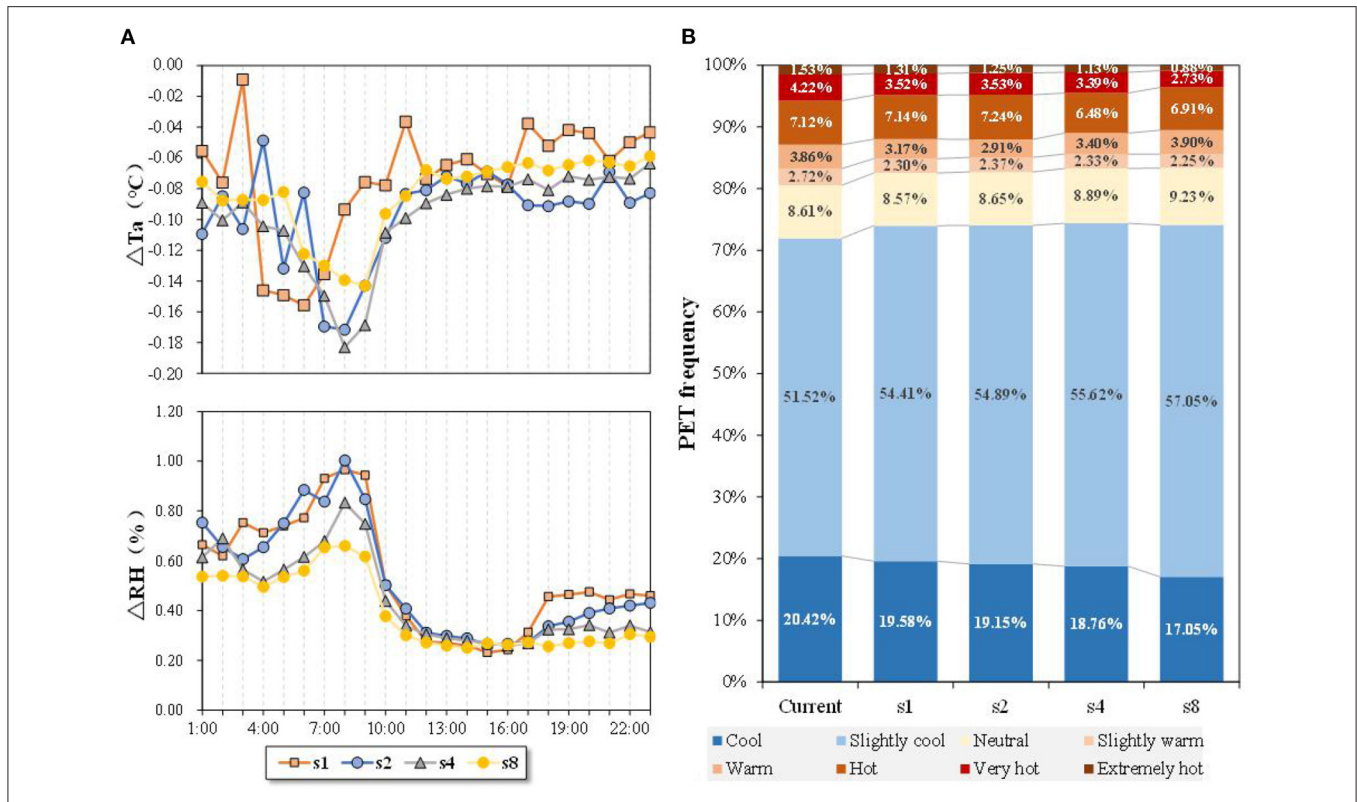 A
0.00
-0.02
-0.04
-0.06
-0.08
-0.10
-0.12
-0.14
-0.16
-0.18
-0.20
△Ta (°C)
1.20
1.00
0.80
0.60
0.40
0.20
0.00
△RH (%)
1:00 4:00 7:00 10:00 13:00 16:00 19:00 22:00
s1 s2 s4 s8
B
100%
90%
80%
70%
60%
50%
40%
30%
20%
10%
0%
PET frequency
1.53% 1.31% 1.25% 1.13% 0.88%
4.22% 3.52% 3.53% 3.39% 2.73%
7.12% 7.14% 7.24% 6.48% 6.91%
3.86% 3.17% 2.91% 3.40% 3.90%
2.72% 2.30% 2.37% 2.33% 2.25%
8.61% 8.57% 8.65% 8.89% 9.23%
51.52% 54.41% 54.89% 55.62% 57.05%
20.42% 19.58% 19.15% 18.76% 17.05%
Current s1 s2 s4 s8
Cool Slightly cool Neutral Slightly warm
Warm Hot Very hot Extremely hot